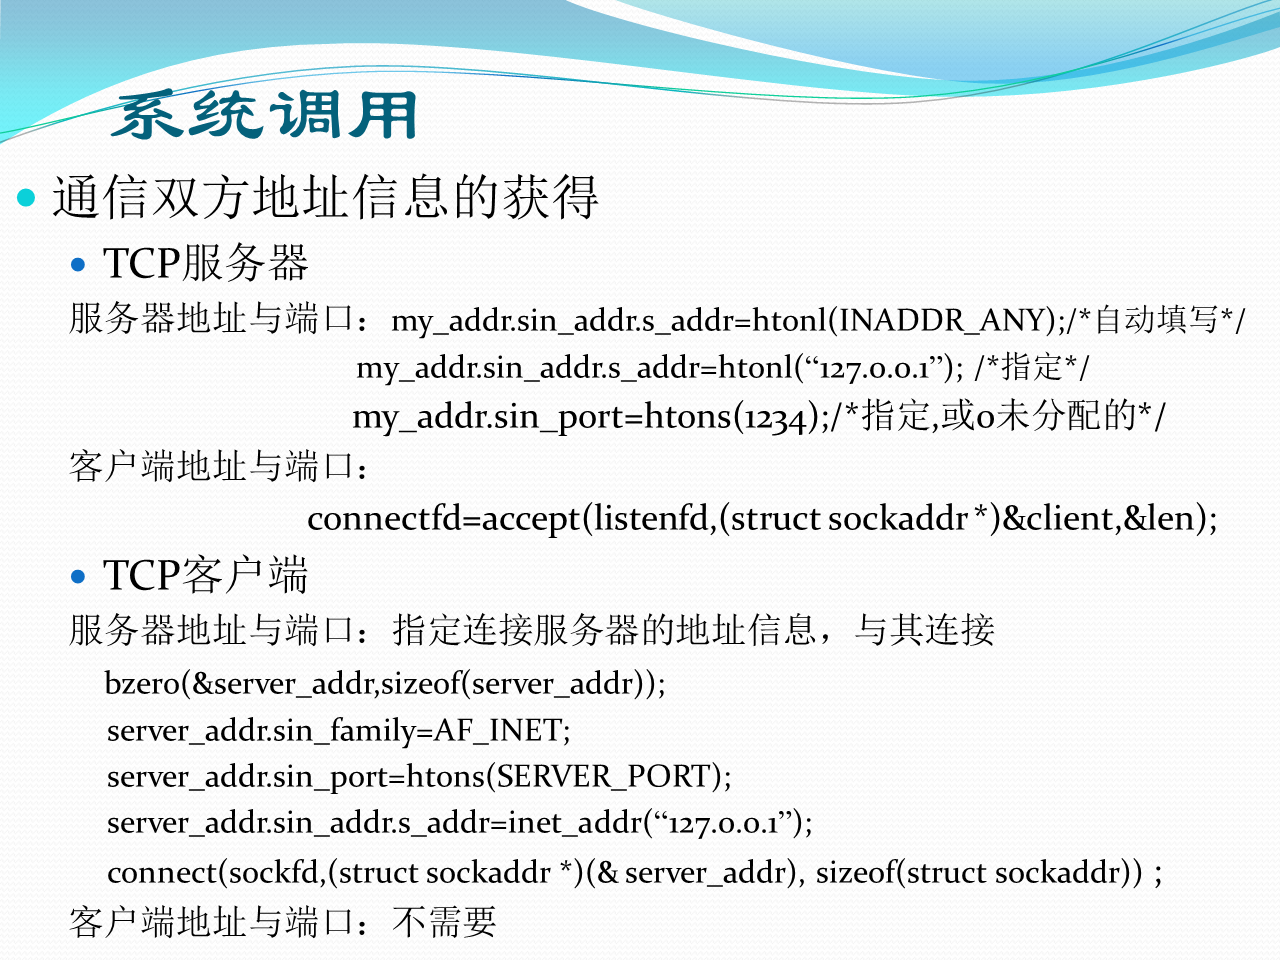 系统调用
通信双方地址信息的获得
TCP服务器
服务器地址与端口：my_addr.sin_addr.s_addr=htonl(INADDR_ANY);/*自动填写*/
my_addr.sin_addr.s_addr=htonl(“127.0.0.1”); /*指定*/
my_addr.sin_port=htons(1234);/*指定,或0未分配的*/
客户端地址与端口：
connectfd=accept(listenfd,(struct sockaddr *)&client,&len);
TCP客户端
服务器地址与端口：指定连接服务器的地址信息，与其连接
bzero(&server_addr,sizeof(server_addr));
server_addr.sin_family=AF_INET;
server_addr.sin_port=htons(SERVER_PORT);
server_addr.sin_addr.s_addr=inet_addr(“127.0.0.1”);
connect(sockfd,(struct sockaddr *)(& server_addr), sizeof(struct sockaddr)) ;
客户端地址与端口：不需要